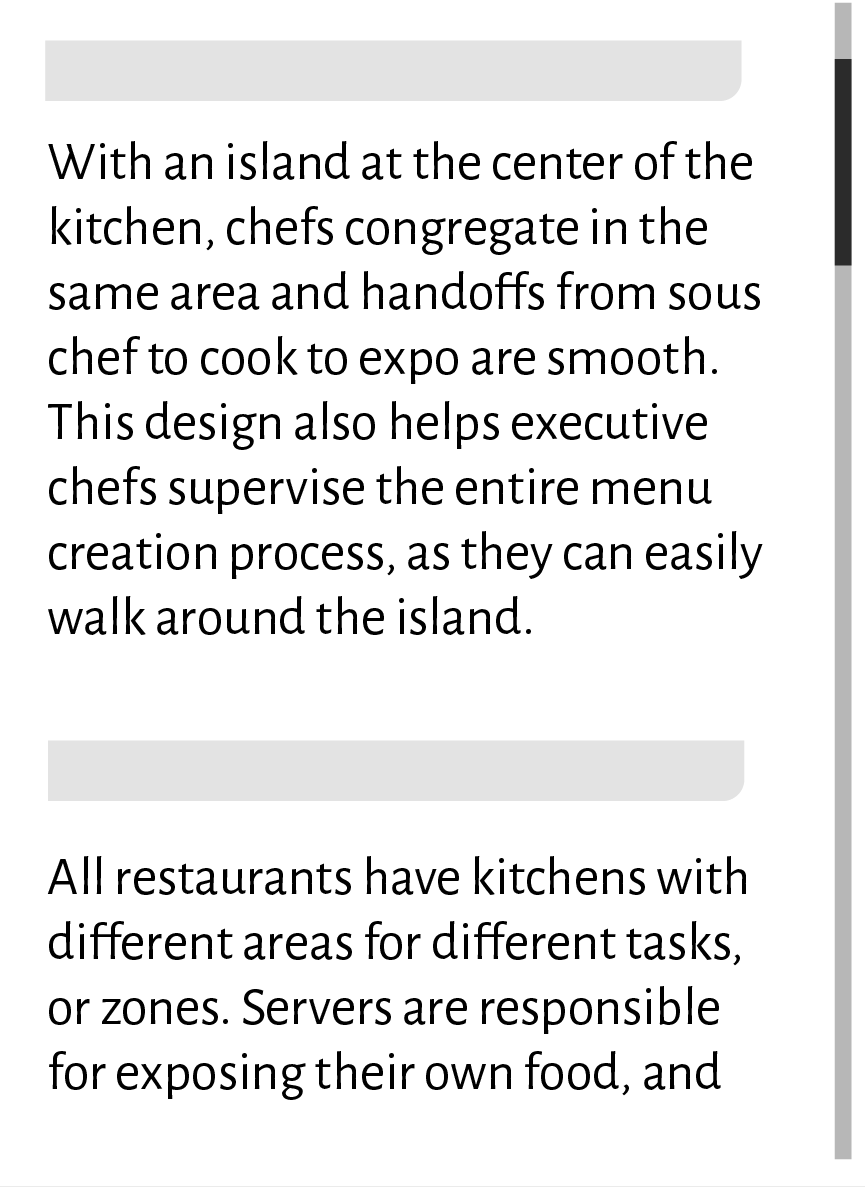 With an island at the center of the
kitchen, chefs congregate in the
same area and handoffs from sous
chef to cook to expo are smooth.
This design also helps executive
chefs supervise the entire menu
creation process, as they can easily
walk around the island.
All restaurants have kitchens with
different areas for different tasks,
or zones. Servers are responsible
for exposing their own food, and